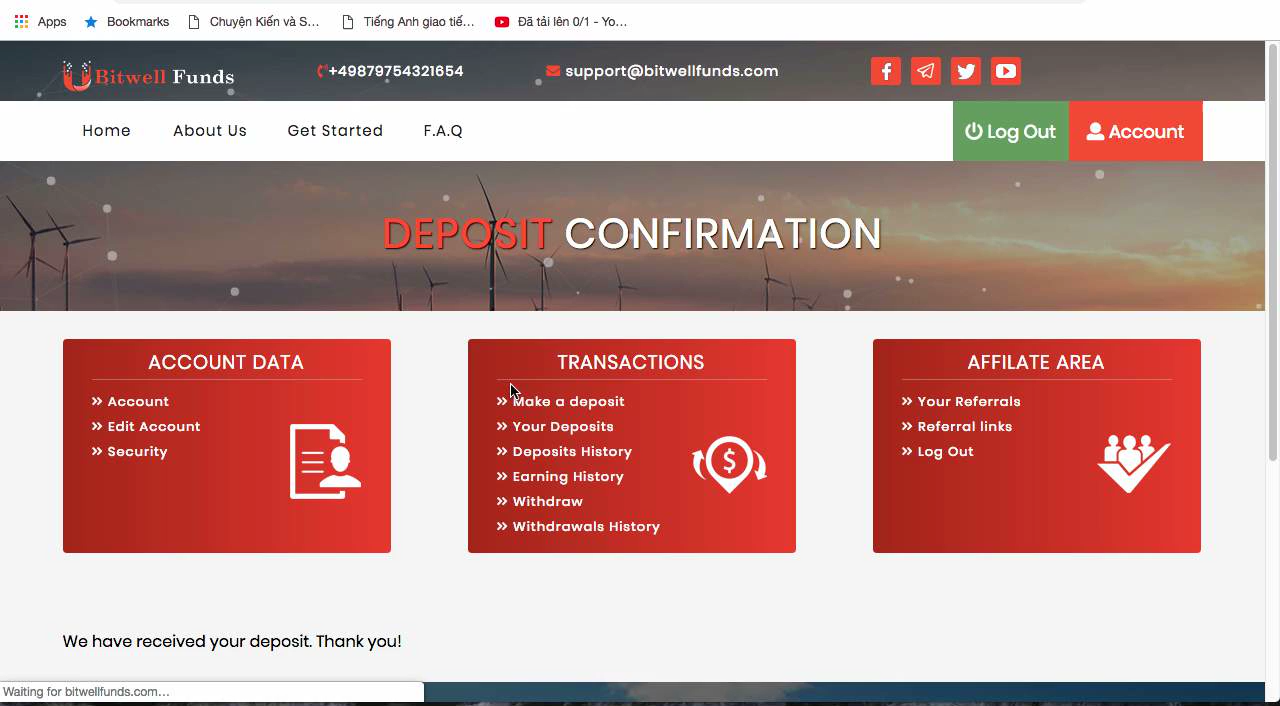 Apps
Bookmarks
Chuyện Kiến và S...
Tiếng Anh giao tiế...
Đã tải lên 0/1 - Yo...
Bitwell Funds
+49879754321654
support@bitwellfunds.com
Home
About Us
Get Started
F.A.Q
Log Out
Account
DEPOSIT CONFIRMATION
ACCOUNT DATA
Account
Edit Account
Security
TRANSACTIONS
Make a deposit
Your Deposits
Deposits History
Earning History
Withdraw
Withdrawals History
AFFILATE AREA
Your Referrals
Referral links
Log Out
We have received your deposit. Thank you!
Waiting for bitwellfunds.com...